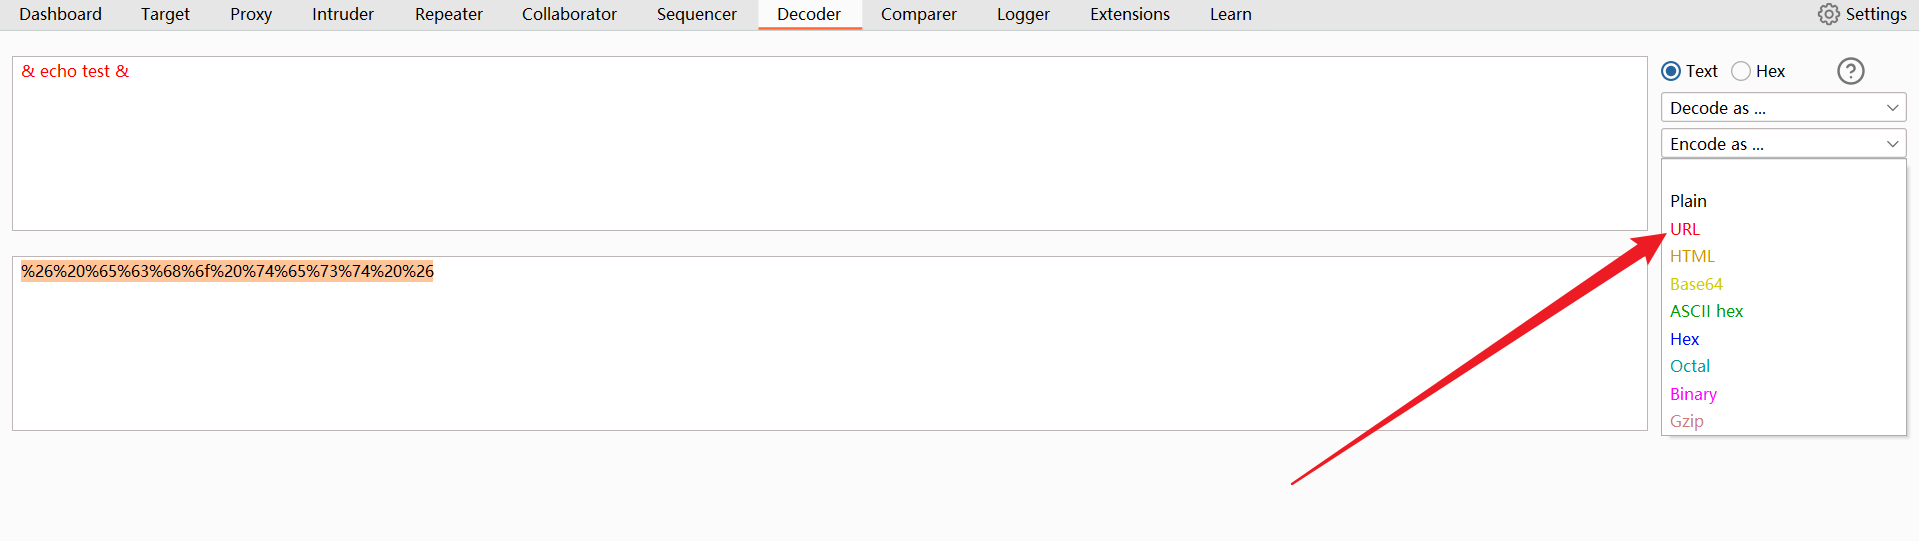 Dashboard Target Proxy Intruder Repeater Collaborator Sequencer Decoder Comparer Logger Extensions Learn Settings
& echo test &
Text Hex ?
Decode as ...
Encode as ...
Plain
URL
HTML
Base64
ASCII hex
Hex
Octal
Binary
Gzip
%26%20%65%63%68%6f%20%74%65%73%74%20%26